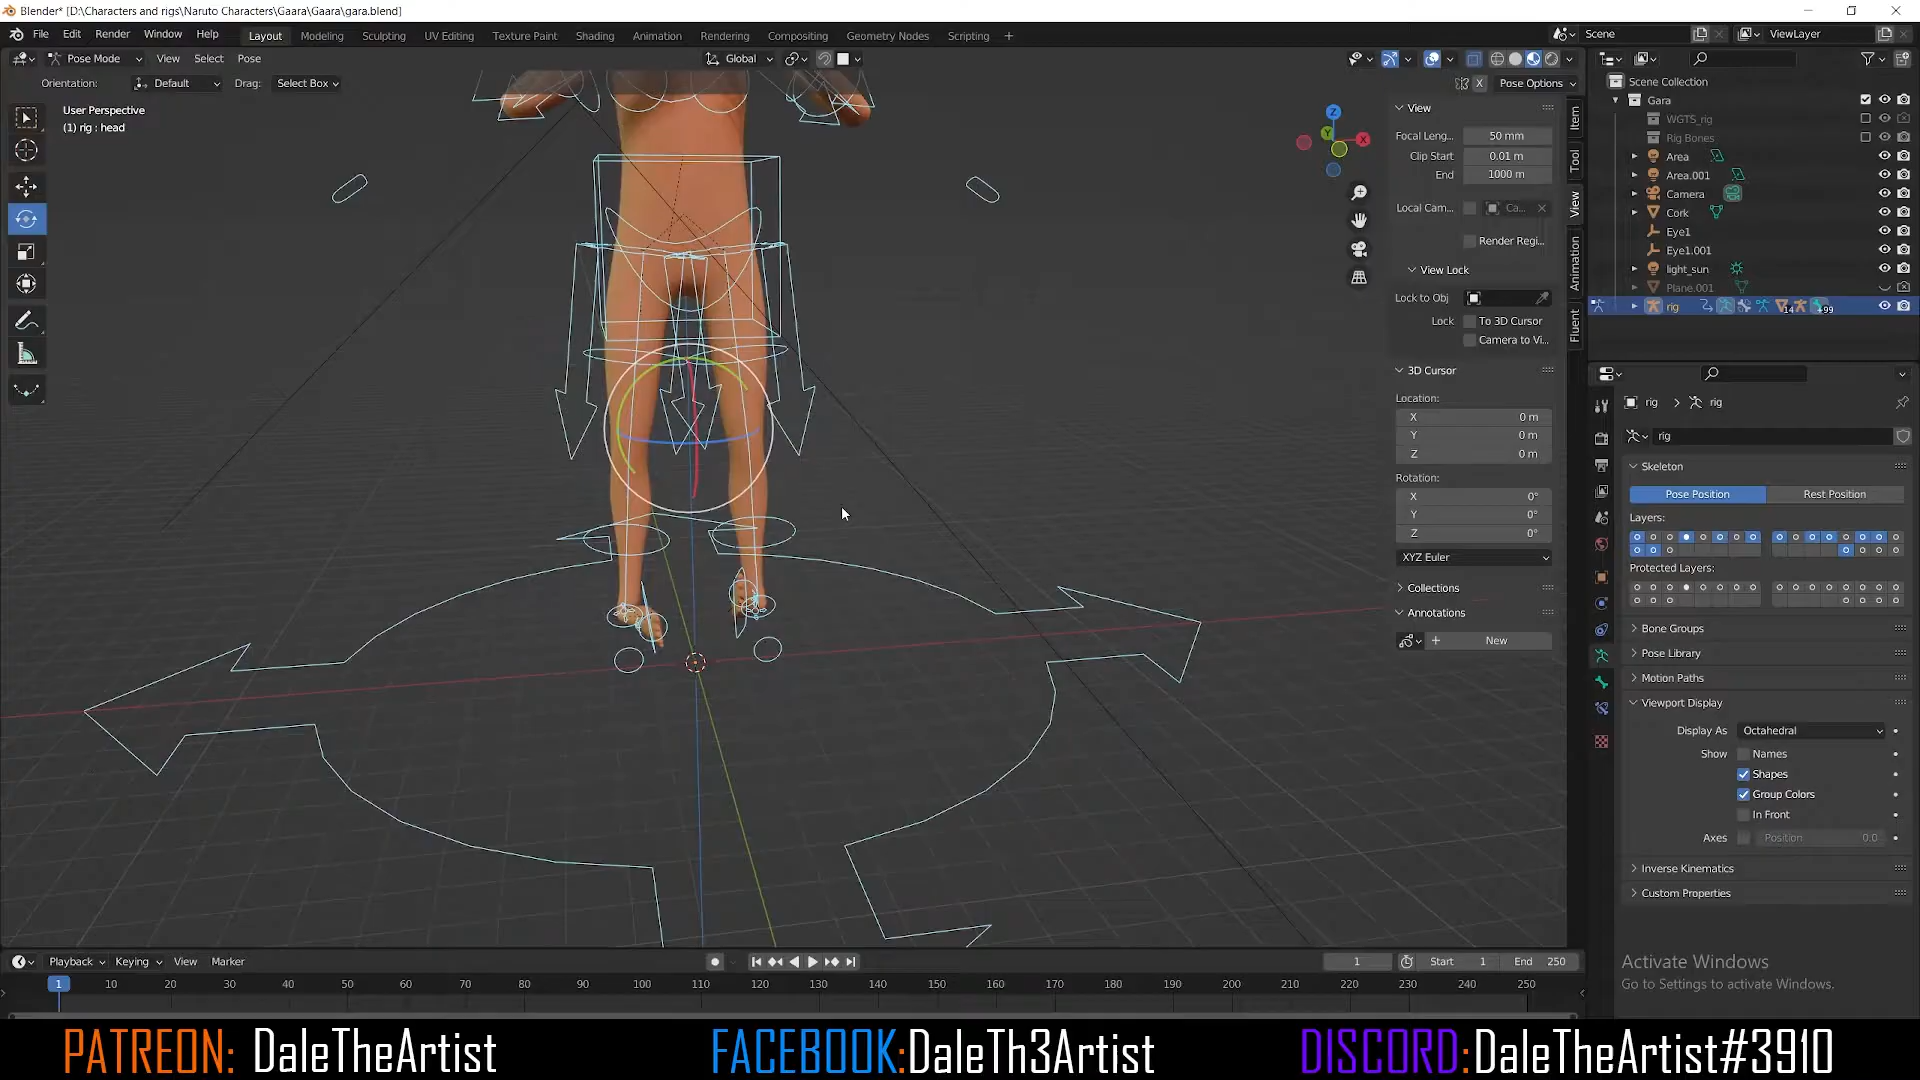 Blender* [D:\Characters and rigs\Naruto Characters\Gaara\Gaara\gara.blend]
File Edit Render Window Help Layout Modeling Sculpting UV Editing Texture Paint Shading Animation Rendering Compositing Geometry Nodes Scripting + Scene ViewLayer
Pose Mode View Select Pose Global
Orientation: Default Drag: Select Box X Pose Options
User Perspective
(1) rig : head
Z
Y
X
View
Focal Leng... 50 mm
Clip Start 0.01 m
End 1000 m
Local Cam... Ca...
Render Regi...
View Lock
Lock to Obj
Lock To 3D Cursor
Camera to Vi...
3D Cursor
Location:
X 0 m
Y 0 m
Z 0 m
Rotation:
X 0°
Y 0°
Z 0°
XYZ Euler
Collections
Annotations
+ New
Item
Tool
View
Animation
Fluent
Scene Collection
Gara
WGTS_rig
Rig Bones
Area
Area.001
Camera
Cork
Eye1
Eye1.001
light_sun
Plane.001
rig 14 +99
rig > rig
rig
Skeleton
Pose Position Rest Position
Layers:
Protected Layers:
Bone Groups
Pose Library
Motion Paths
Viewport Display
Display As Octahedral
Show Names
Shapes
Group Colors
In Front
Axes Position 0.0
Inverse Kinematics
Custom Properties
Activate Windows
Go to Settings to activate Windows.
Playback Keying View Marker 1 Start 1 End 250
1 10 20 30 40 50 60 70 80 90 100 110 120 130 140 150 160 170 180 190 200 210 220 230 240 250
PATREON: DaleTheArtist FACEBOOK:DaleTh3Artist DISCORD:DaleTheArtist#3910